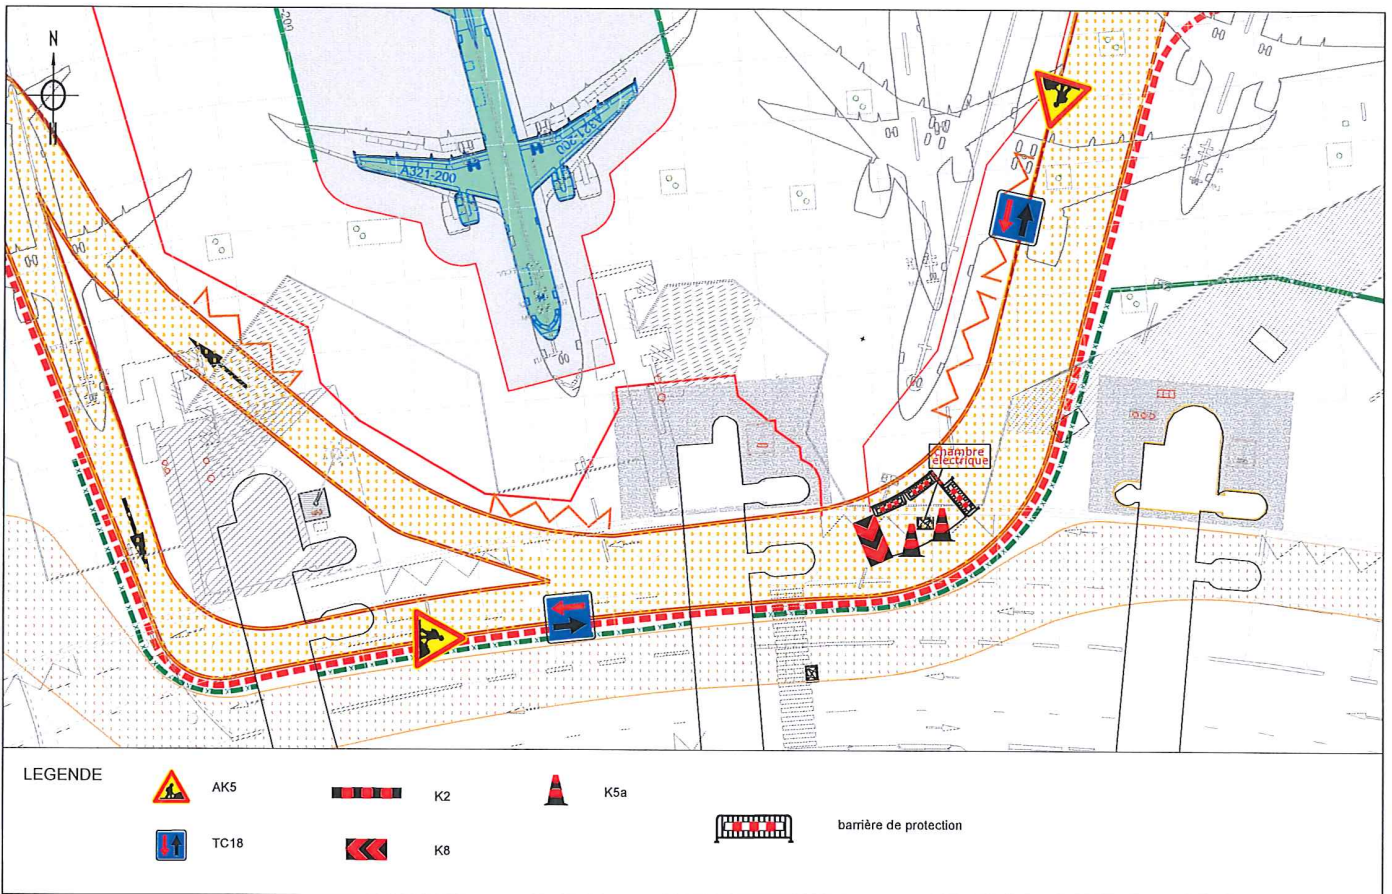 N
A321-200
A321-200
chambre
électrique
LEGENDE
AK5
K2
K5a
TC18
K8
barrière de protection